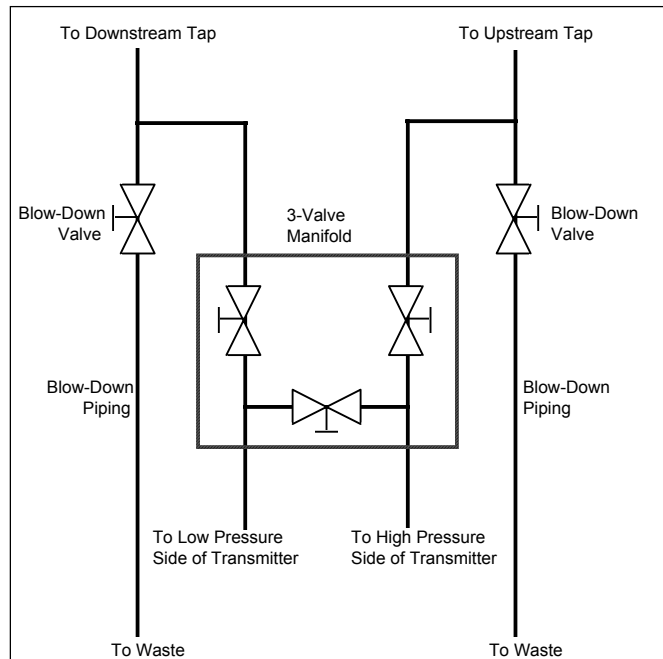 To Downstream Tap
To Upstream Tap
Blow-Down
Valve
3-Valve
Manifold
Blow-Down
Valve
Blow-Down
Piping
Blow-Down
Piping
To Low Pressure
Side of Transmitter
To High Pressure
Side of Transmitter
To Waste
To Waste